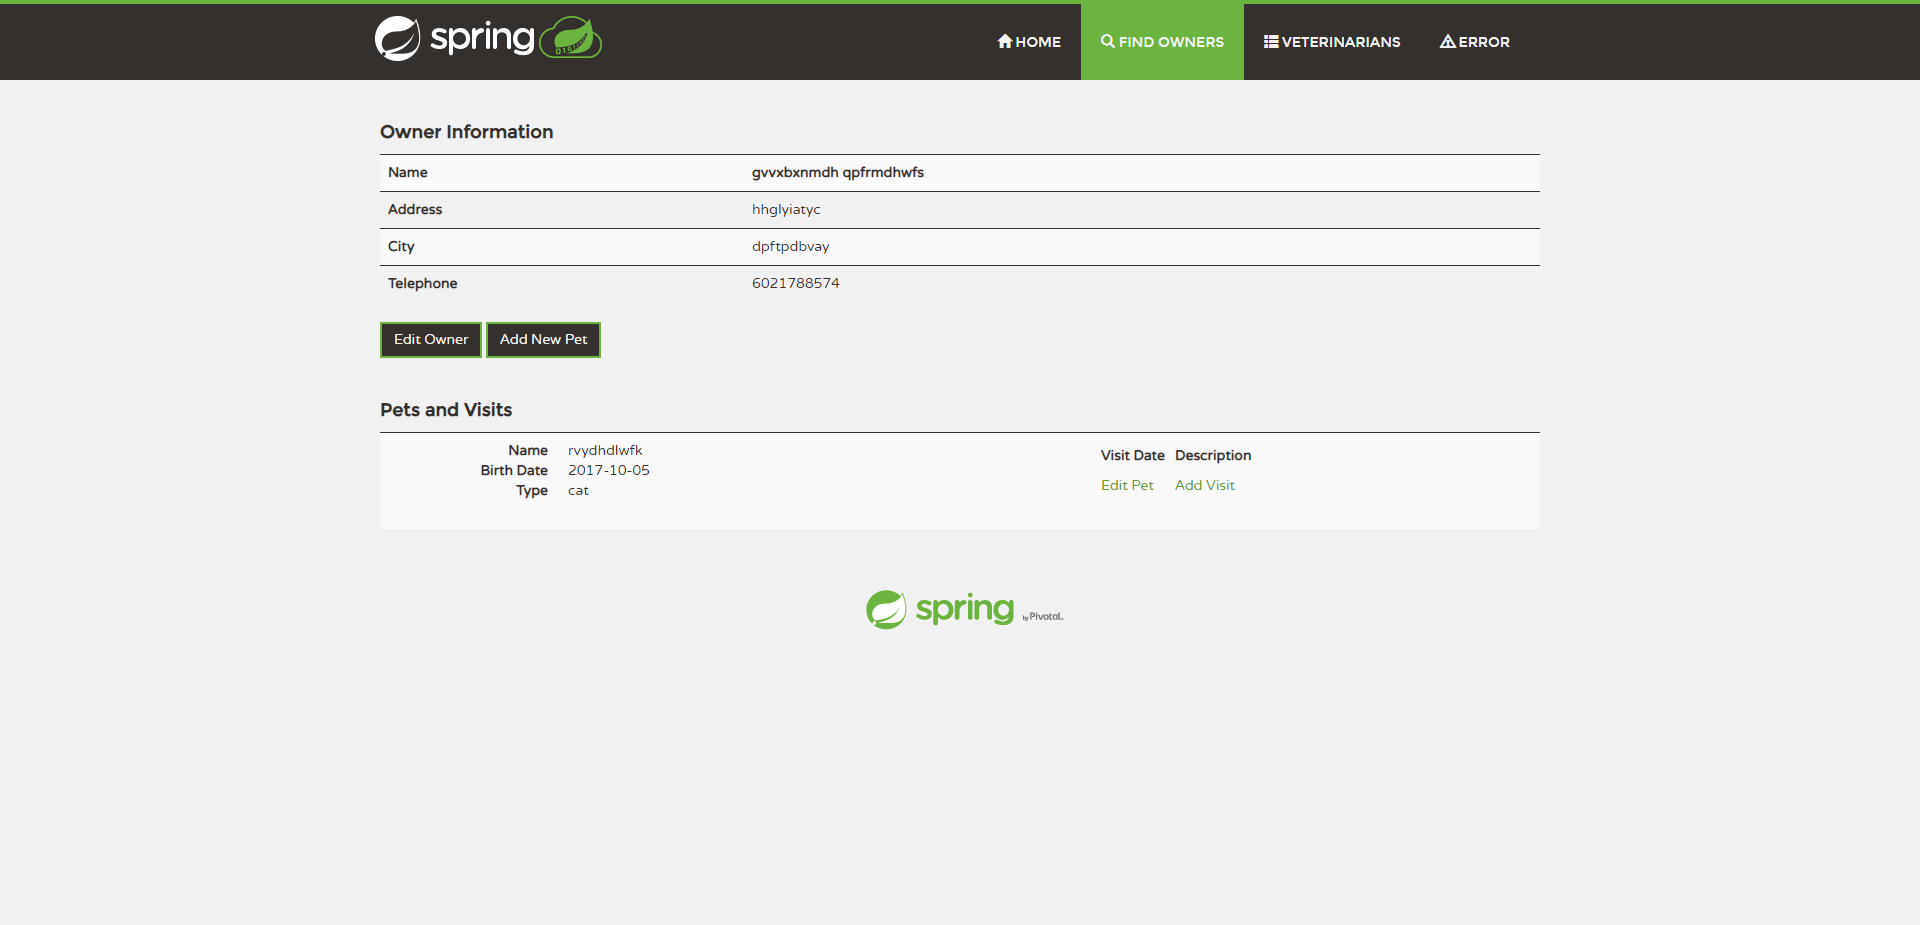 spring
HOME
FIND OWNERS
VETERINARIANS
ERROR
Owner Information
Name gvvxbxnmdh qpfrmdhwfs
Address hhglyiatyc
City dpftpdbvay
Telephone 6021788574
Edit Owner Add New Pet
Pets and Visits
Name rvydhdlwfk
Birth Date 2017-10-05
Type cat
Visit Date Description
Edit Pet Add Visit
spring by Pivotal.